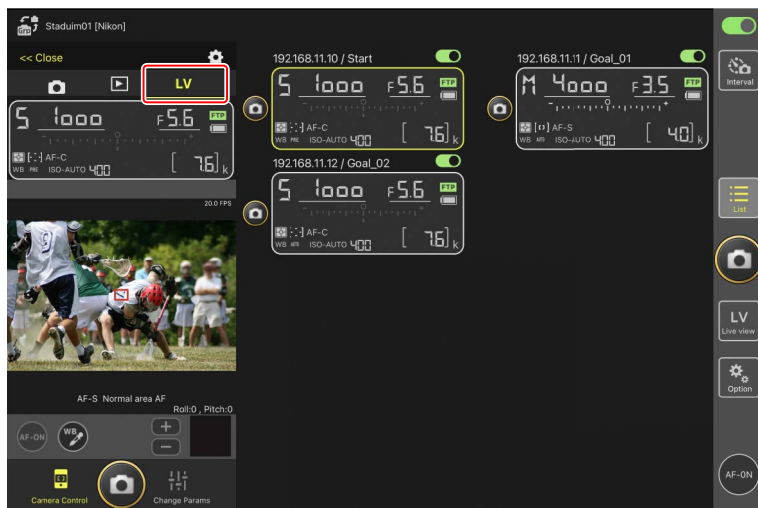 Grp Staduim01 [Nikon]
<< Close
LV
S 1000 F5.6 FTP
AF-C
WB PRE ISO-AUTO 400 [ 7.6] k
20.0 FPS
AF-S Normal area AF
Roll:0 , Pitch:0
AF-ON WB
Camera Control Change Params
192.168.11.10 / Start
S 1000 F5.6 FTP
AF-C
WB PRE ISO-AUTO 400 [ 7.6] k
192.168.11.11 / Goal_01
M 4000 F3.5 FTP
AF-S
WB AUTO ISO-AUTO 400 [ 4.0] k
192.168.11.12 / Goal_02
S 1000 F5.6 FTP
AF-C
WB AUTO ISO-AUTO 400 [ 7.6] k
Interval
List
LV
Live view
Option
AF-ON